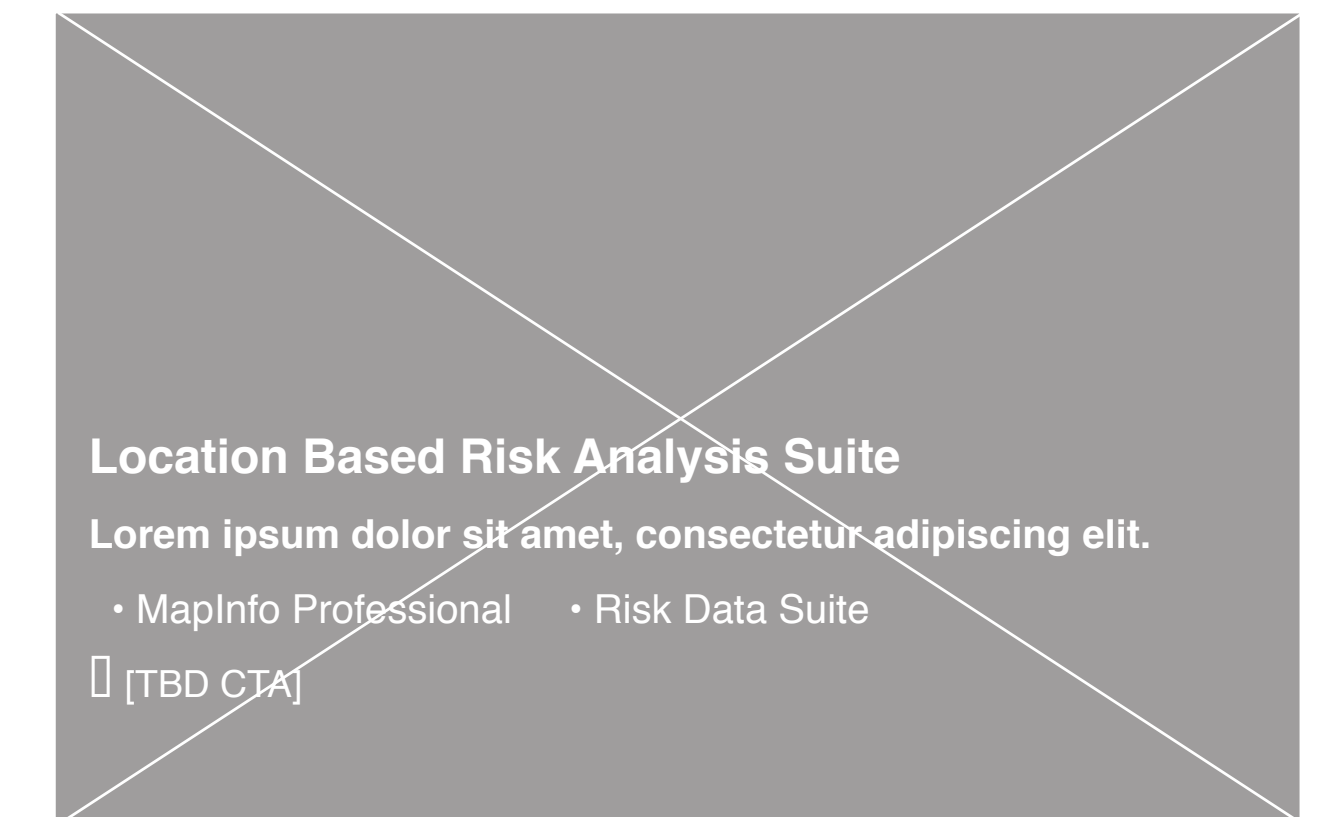 Location Based Risk Analysis Suite
Lorem ipsum dolor sit amet, consectetur adipiscing elit.
• MapInfo Professional • Risk Data Suite
[TBD CTA]